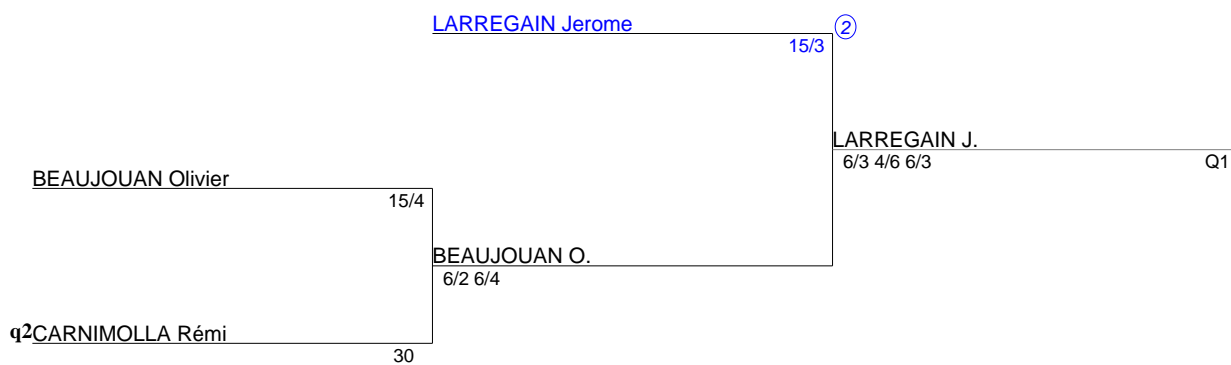 LARREGAIN Jerome 2
15/3
LARREGAIN J.
6/3 4/6 6/3 Q1
BEAUJOUAN Olivier
15/4
BEAUJOUAN O.
6/2 6/4
q2CARNIMOLLA Rémi
30